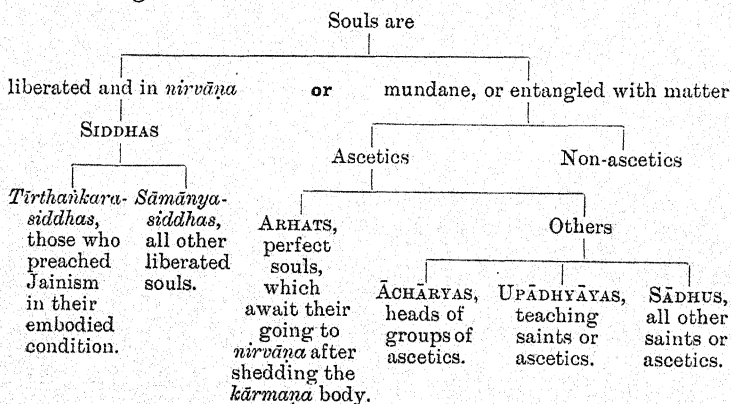 Souls are
liberated and in nirvāṇa or mundane, or entangled with matter
SIDDHAS
Ascetics Non-ascetics
Tīrthaṅkara-
siddhas,
those who
preached
Jainism
in their
embodied
condition.
Sāmānya-
siddhas,
all other
liberated
souls.
ARHATS,
perfect
souls,
which
await their
going to
nirvāṇa after
shedding the
kārmaṇa body.
Others
ĀCHĀRYAS,
heads of
groups of
ascetics.
UPĀDHYĀYAS,
teaching
saints or
ascetics.
SĀDHUS,
all other
saints or
ascetics.